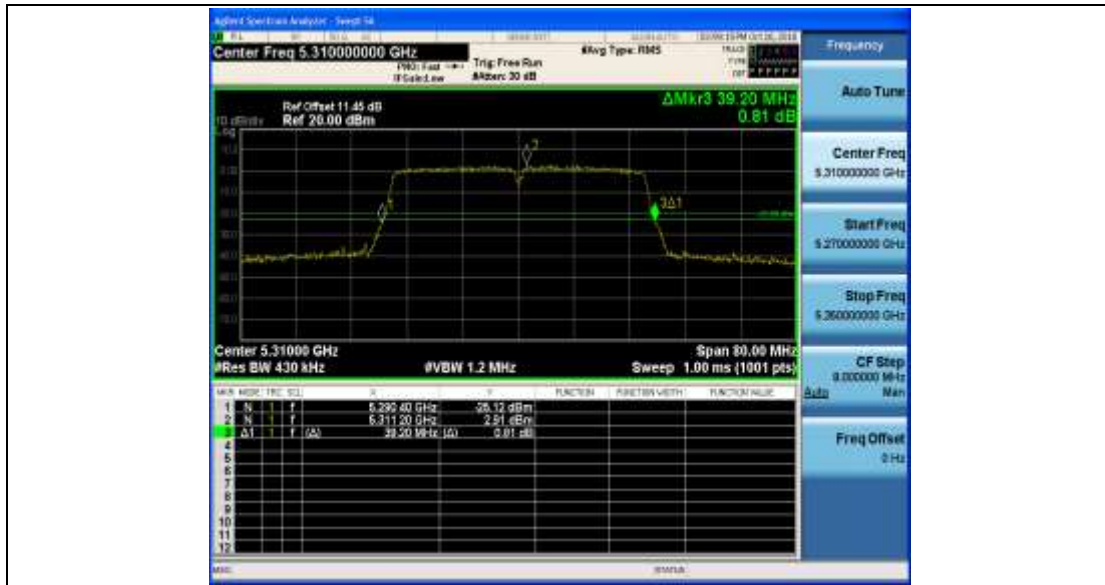 Agilent Spectrum Analyzer - Swept SA
Center Freq 5.310000000 GHz
PNO: Fast
IFGain:Low
Trig: Free Run
#Atten: 30 dB
#Avg Type: RMS
TRACE
TYPE
DET P P P P P P
Frequency
Auto Tune
Center Freq
5.310000000 GHz
Start Freq
5.270000000 GHz
Stop Freq
5.350000000 GHz
CF Step
8.000000 MHz
Auto Man
Freq Offset
0 Hz
ΔMkr3 39.20 MHz
0.81 dB
Ref Offset 11.45 dB
10 dB/div Ref 20.00 dBm
Log
2
1
3Δ1
Center 5.31000 GHz
Span 80.00 MHz
#Res BW 430 kHz
#VBW 1.2 MHz
Sweep 1.00 ms (1001 pts)
MKR MODE TRC SCL X Y FUNCTION FUNCTION WIDTH FUNCTION VALUE
1 N 1 f 5.290 40 GHz
2 N 1 f 5.311 20 GHz 2.91 dBm
3 Δ1 1 f (Δ) 39.20 MHz (Δ) 0.81 dB
4
5
6
7
8
9
10
11
12
MSG
STATUS